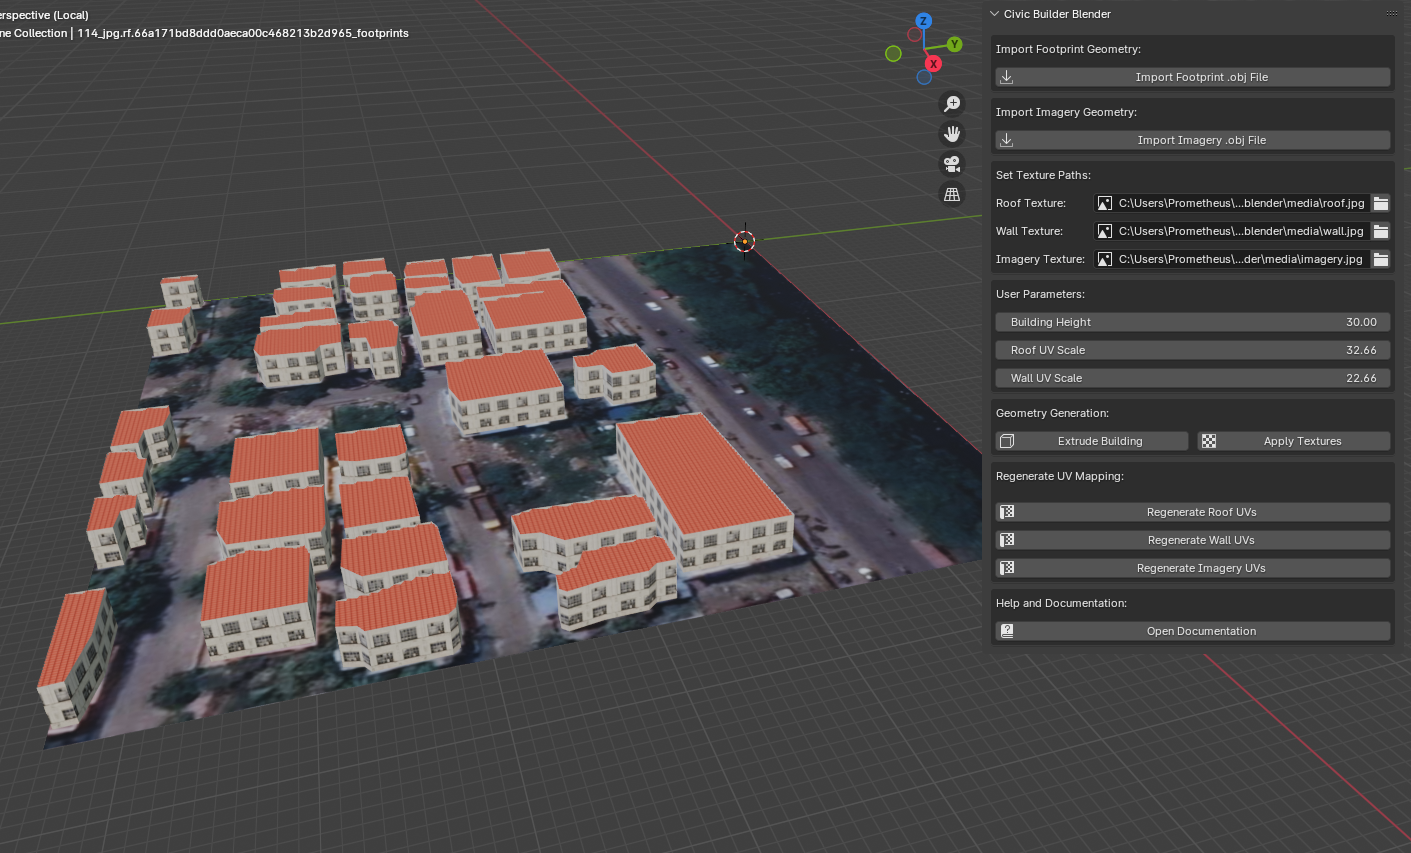 erspective (Local)
ne Collection | 114_jpg.rf.66a171bd8ddd0aeca00c468213b2d965_footprints
Z
Y
X
Civic Builder Blender
Import Footprint Geometry:
Import Footprint .obj File
Import Imagery Geometry:
Import Imagery .obj File
Set Texture Paths:
Roof Texture: C:\Users\Prometheus\...blender\media\roof.jpg
Wall Texture: C:\Users\Prometheus\...blender\media\wall.jpg
Imagery Texture: C:\Users\Prometheus\...der\media\imagery.jpg
User Parameters:
Building Height 30.00
Roof UV Scale 32.66
Wall UV Scale 22.66
Geometry Generation:
Extrude Building Apply Textures
Regenerate UV Mapping:
Regenerate Roof UVs
Regenerate Wall UVs
Regenerate Imagery UVs
Help and Documentation:
Open Documentation